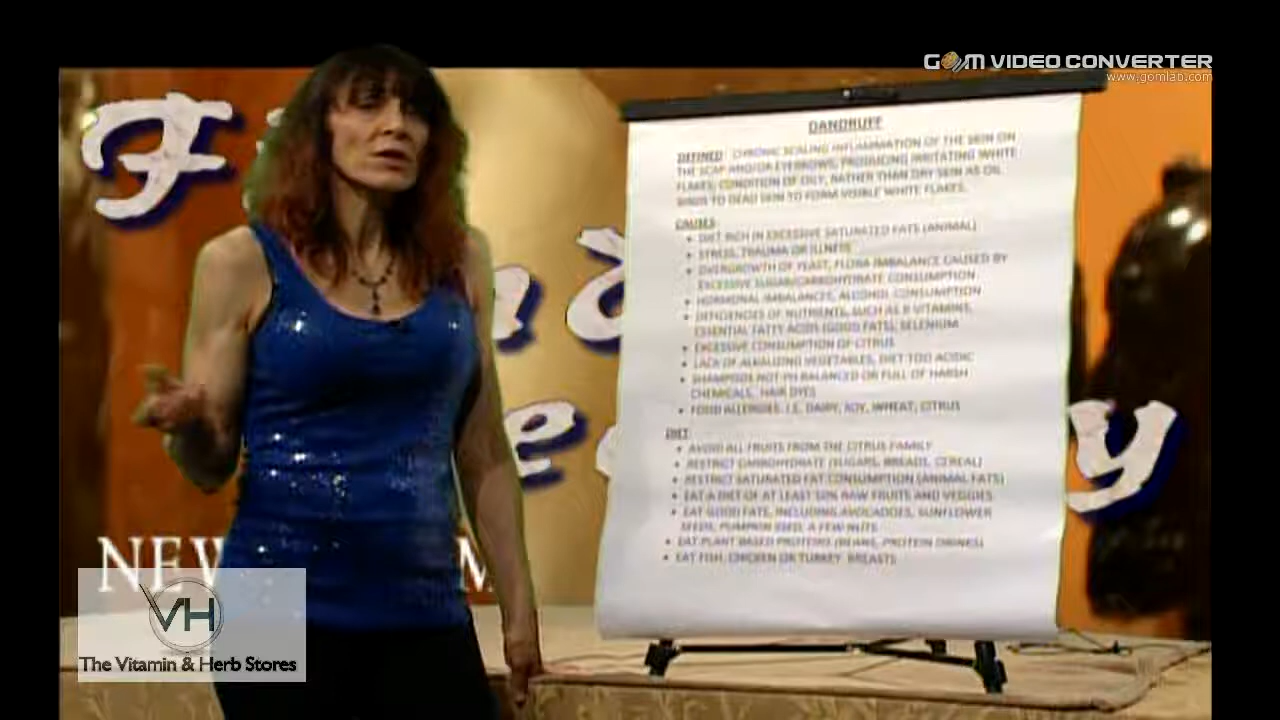 GOM VIDEO CONVERTER
www.gomlab.com
DANDRUFF
DEFINED: CHRONIC SCALING INFLAMMATION OF THE SKIN ON
THE SCAP AND/OR EYEBROWS, PRODUCING IRRITATING WHITE
FLAKES; CONDITION OF OILY, RATHER THAN DRY SKIN AS OIL
BINDS TO DEAD SKIN TO FORM VISIBLE WHITE FLAKES.
CAUSES:
• DIET RICH IN EXCESSIVE SATURATED FATS (ANIMAL)
• STRESS, TRAUMA OR ILLNESS
• OVERGROWTH OF YEAST, FLORA IMBALANCE CAUSED BY
EXCESSIVE SUGAR/CARBOHYDRATE CONSUMPTION
• HORMONAL IMBALANCES, ALCOHOL CONSUMPTION
• DEFICIENCIES OF NUTRIENTS, SUCH AS B VITAMINS,
ESSENTIAL FATTY ACIDS (GOOD FATS), SELENIUM
• EXCESSIVE CONSUMPTION OF CITRUS
• LACK OF ALKALIZING VEGETABLES, DIET TOO ACIDIC
• SHAMPOOS NOT PH BALANCED OR FULL OF HARSH
CHEMICALS, HAIR DYES
• FOOD ALLERGIES. I.E. DAIRY, SOY, WHEAT, CITRUS
DIET:
• AVOID ALL FRUITS FROM THE CITRUS FAMILY
• RESTRICT CARBOHYDRATE (SUGARS, BREADS, CEREAL)
• RESTRICT SATURATED FAT CONSUMPTION (ANIMAL FATS)
• EAT A DIET OF AT LEAST 50% RAW FRUITS AND VEGGIES
• EAT GOOD FATS, INCLUDING AVOCADOES, SUNFLOWER
SEEDS, PUMPKIN SEED, A FEW NUTS
• EAT PLANT BASED PROTEINS (BEANS, PROTEIN DRINKS)
• EAT FISH, CHICKEN OR TURKEY BREASTS
NEW
VH
The Vitamin & Herb Stores